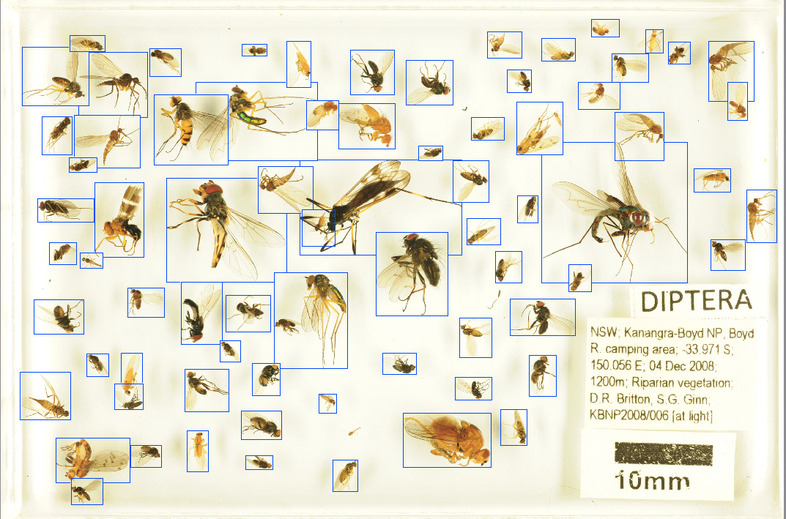 DIPTERA
NSW; Kanangra-Boyd NP, Boyd
R. camping area; -33.971 S;
150.056 E; 04 Dec 2008;
1200m; Riparian vegetation;
D.R. Britton, S.G. Ginn;
KBNP2008/006 [at light]
10mm